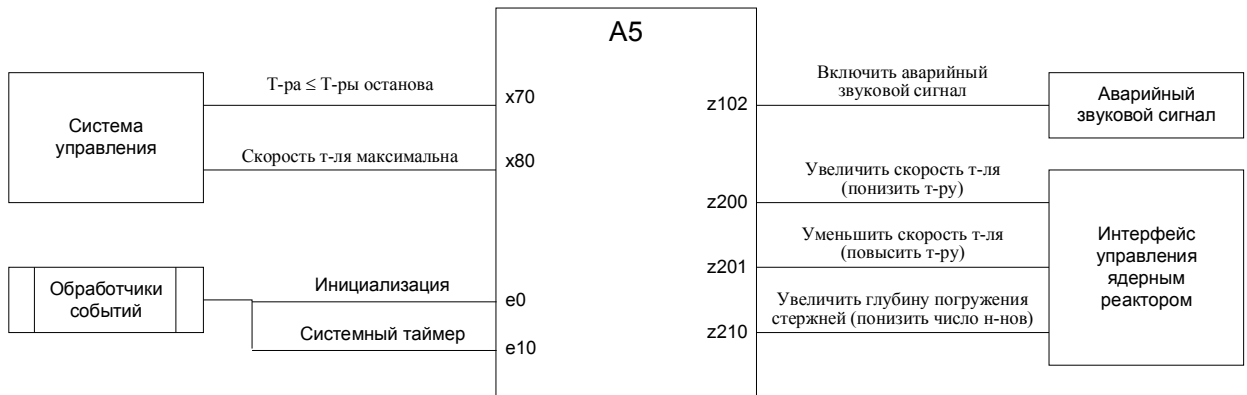 A5
Система
управления
Т-ра ≤ Т-ры останова
x70
Скорость т-ля максимальна
x80
Обработчики
событий
Инициализация
e0
Системный таймер
e10
Включить аварийный
звуковой сигнал
z102
Аварийный
звуковой сигнал
Увеличить скорость т-ля
(понизить т-ру)
z200
Уменьшить скорость т-ля
(повысить т-ру)
z201
Увеличить глубину погружения
стержней (понизить число н-нов)
z210
Интерфейс
управления
ядерным
реактором